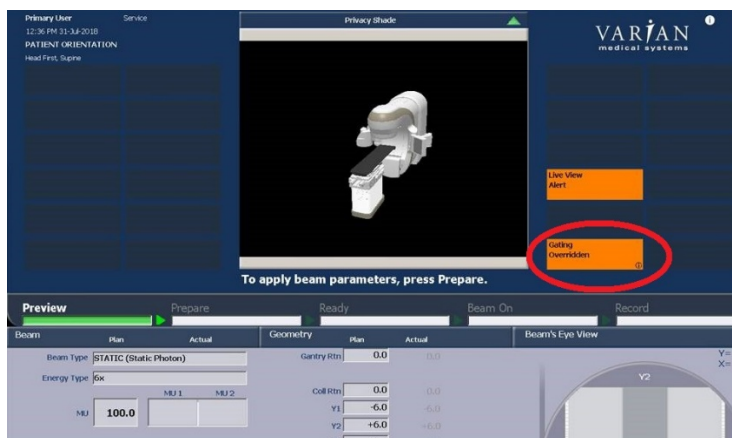 Primary User Service
12:36 PM 31-Jul-2018
PATIENT ORIENTATION
Head First, Supine
Privacy Shade
VARIAN
medical systems
i
Live View
Alert
Gating
Overridden
To apply beam parameters, press Prepare.
Preview Prepare Ready Beam On Record
Beam Plan Actual
Geometry Plan Actual
Beam's Eye View
Beam Type STATIC (Static Photon)
Energy Type 6x
MU 1 MU 2
MU 100.0
Gantry Rtn 0.0 0.0
Coll Rtn 0.0 0.0
Y1 -6.0 -6.0
Y2 +6.0 +6.0
Y=
X=
Y2